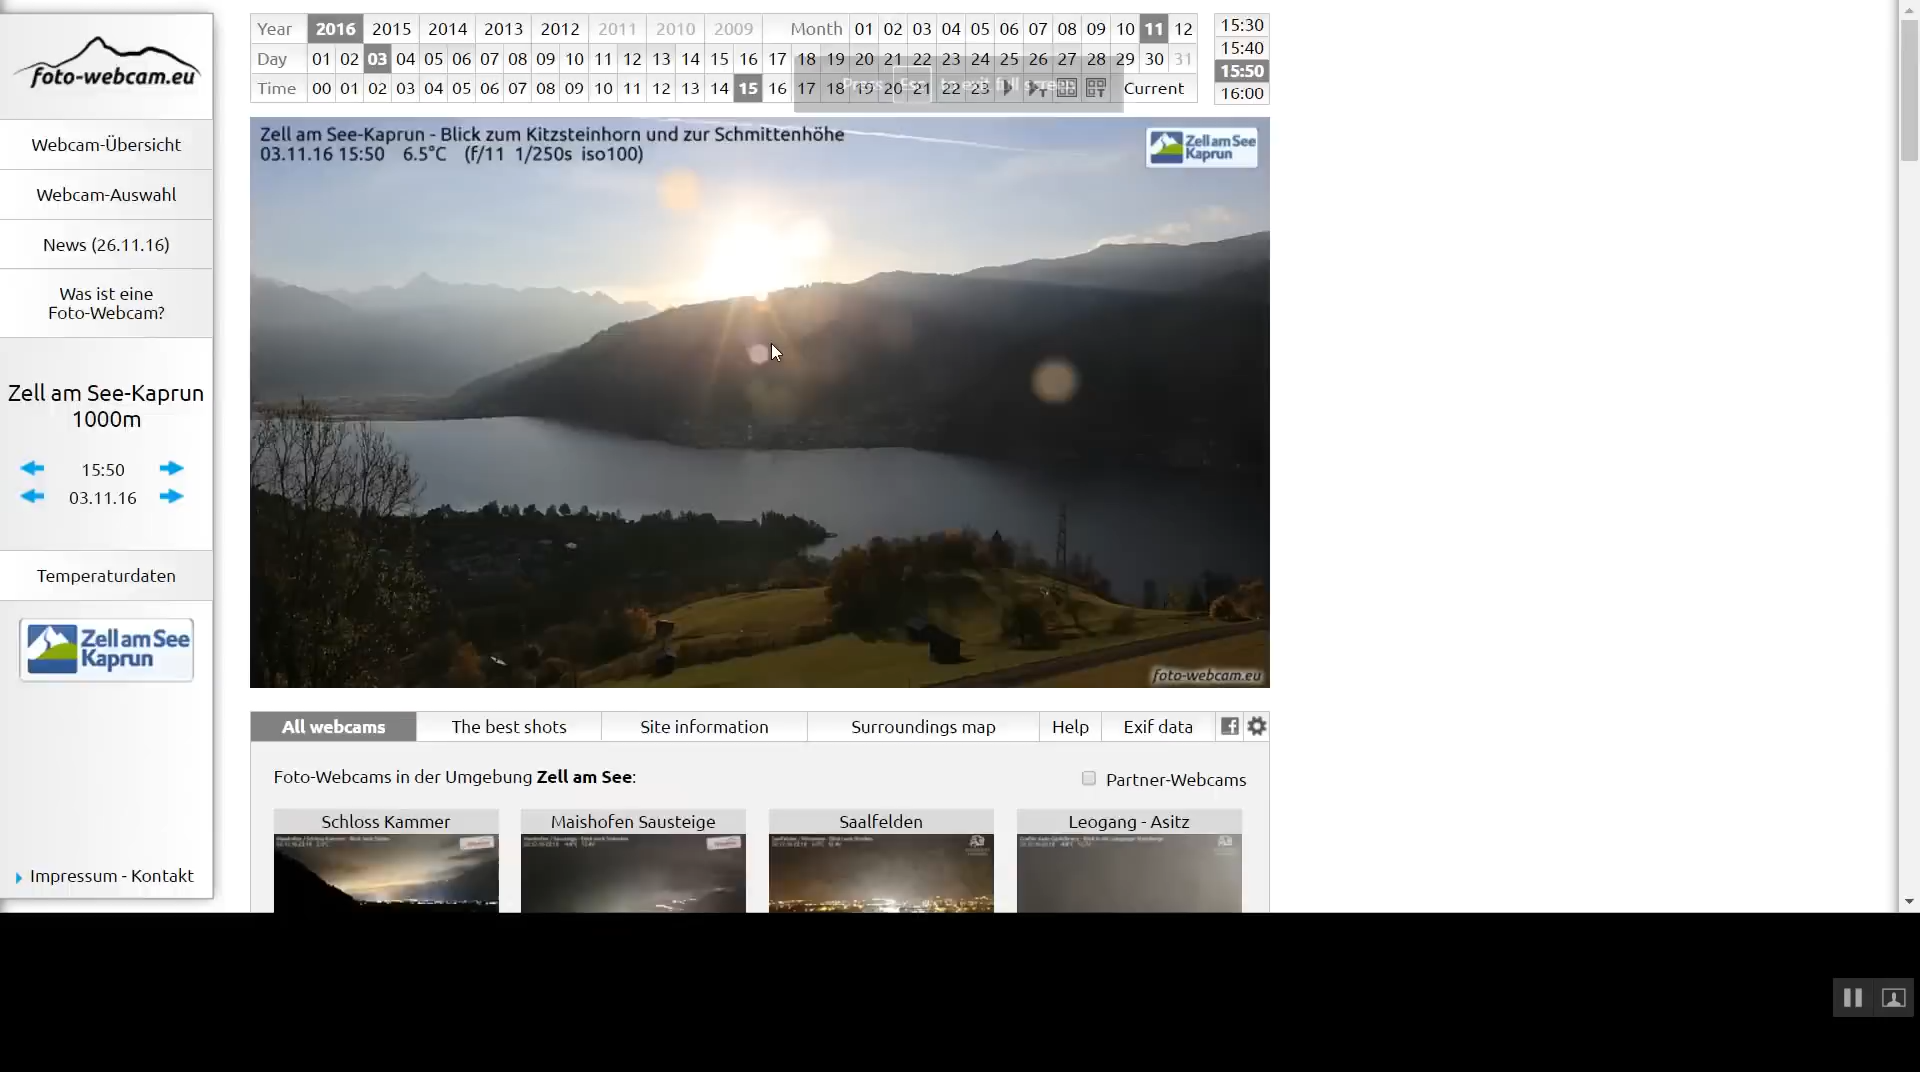 foto-webcam.eu
Webcam-Übersicht
Webcam-Auswahl
News (26.11.16)
Was ist eine
Foto-Webcam?
Zell am See-Kaprun
1000m
15:50
03.11.16
Temperaturdaten
Zell am See
Kaprun
Impressum - Kontakt
Year 2016 2015 2014 2013 2012 2011 2010 2009 Month 01 02 03 04 05 06 07 08 09 10 11 12
Day 01 02 03 04 05 06 07 08 09 10 11 12 13 14 15 16 17 18 19 20 21 22 23 24 25 26 27 28 29 30 31
Time 00 01 02 03 04 05 06 07 08 09 10 11 12 13 14 15 16 17 18 19 20 21 22 23 Current
Press Esc to exit full screen
15:30
15:40
15:50
16:00
Zell am See-Kaprun - Blick zum Kitzsteinhorn und zur Schmittenhöhe
03.11.16 15:50 6.5°C (f/11 1/250s iso100)
Zell am See
Kaprun
foto-webcam.eu
All webcams The best shots Site information Surroundings map Help Exif data
Foto-Webcams in der Umgebung Zell am See:
Partner-Webcams
Schloss Kammer Maishofen Sausteige Saalfelden Leogang - Asitz